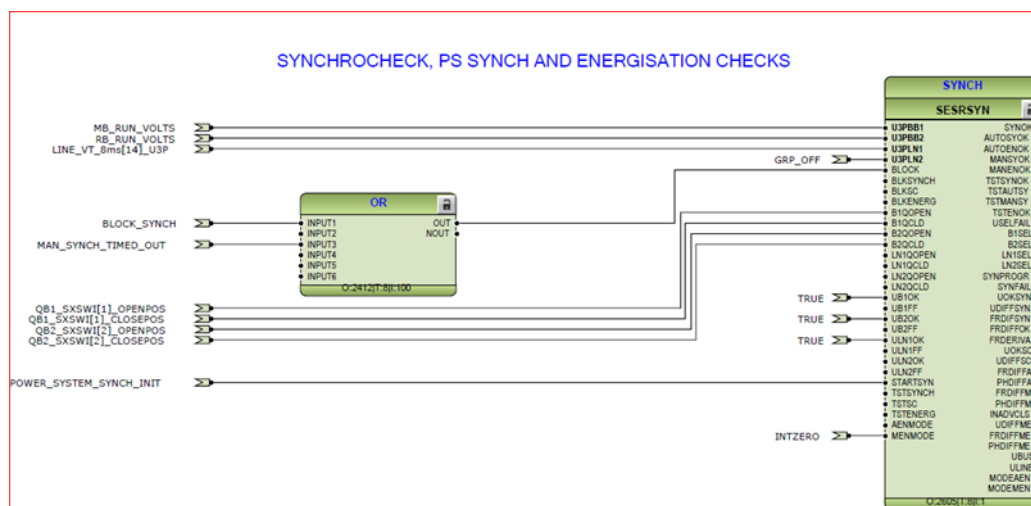 SYNCHROCHECK, PS SYNCH AND ENERGISATION CHECKS
MB_RUN_VOLTS
RB_RUN_VOLTS
LINE_VT_8ms[14]_U3P
BLOCK_SYNCH
MAN_SYNCH_TIMED_OUT
QB1_SXSWI[1]_OPENPOS
QB1_SXSWI[1]_CLOSEPOS
QB2_SXSWI[2]_OPENPOS
QB2_SXSWI[2]_CLOSEPOS
POWER_SYSTEM_SYNCH_INIT
OR
INPUT1 OUT
INPUT2 NOUT
INPUT3
INPUT4
INPUT5
INPUT6
O:2412|T:8|I:100
GRP_OFF
TRUE
TRUE
TRUE
INTZERO
SYNCH
SESRSYN
U3PBB1 SYNOK
U3PBB2 AUTOSYOK
U3PLN1 AUTOENOK
U3PLN2 MANSYOK
BLOCK MANENOK
BLKSYNCH TSTSYNOK
BLKSC TSTAUTSY
BLKENERG TSTMANSY
B1QOPEN TSTENOK
B1QCLD USELFAIL
B2QOPEN B1SEL
B2QCLD B2SEL
LN1QOPEN LN1SEL
LN1QCLD LN2SEL
LN2QOPEN SYNPROGR
LN2QCLD SYNFAIL
UB1OK UOKSYN
UB1FF UDIFFSYN
UB2OK FRDIFSYN
UB2FF FRDIFFOK
ULN1OK FRDERIVA
ULN1FF UOKSC
ULN2OK UDIFFSC
ULN2FF FRDIFFA
STARTSYN PHDIFFA
TSTSYNCH FRDIFFM
TSTSC PHDIFFM
TSTENERG INADVCLS
AENMODE UDIFFME
MENMODE FRDIFFME
PHDIFFME
UBUS
ULINE
MODEAEN
MODEMEN
O:2605|T:8|I:1